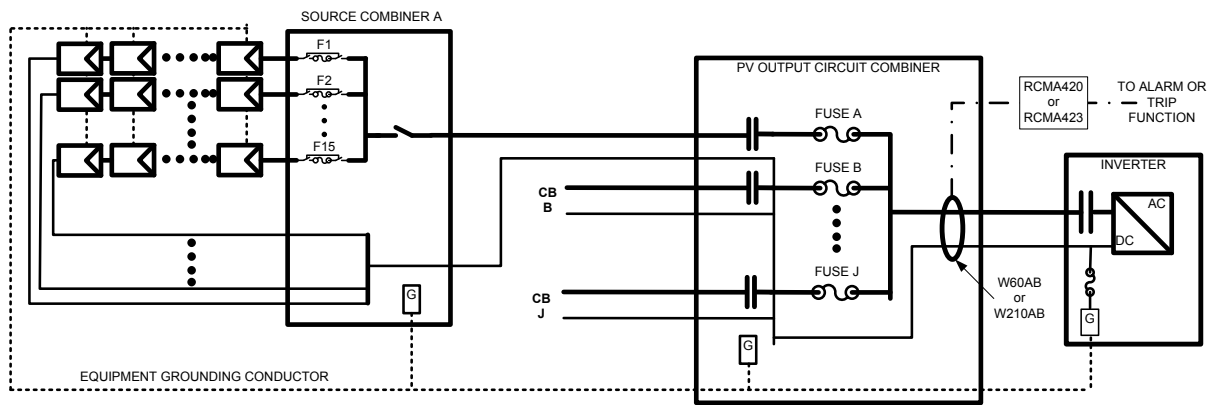 SOURCE COMBINER A
F1
F2
F15
G
EQUIPMENT GROUNDING CONDUCTOR
PV OUTPUT CIRCUIT COMBINER
FUSE A
FUSE B
FUSE J
CB
B
CB
J
G
RCMA420
or
RCMA423
TO ALARM OR
TRIP
FUNCTION
W60AB
or
W210AB
INVERTER
AC
DC
G